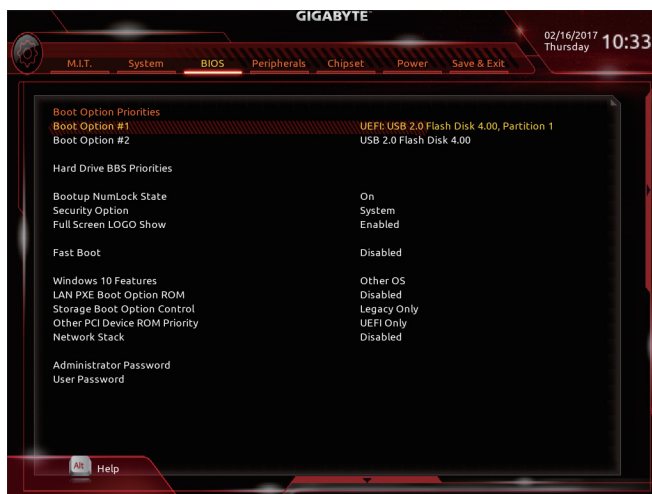 GIGABYTE™
02/16/2017
Thursday
10:33
M.I.T. System BIOS Peripherals Chipset Power Save & Exit
Boot Option Priorities
Boot Option #1 UEFI: USB 2.0 Flash Disk 4.00, Partition 1
Boot Option #2 USB 2.0 Flash Disk 4.00
Hard Drive BBS Priorities
Bootup NumLock State On
Security Option System
Full Screen LOGO Show Enabled
Fast Boot Disabled
Windows 10 Features Other OS
LAN PXE Boot Option ROM Disabled
Storage Boot Option Control Legacy Only
Other PCI Device ROM Priority UEFI Only
Network Stack Disabled
Administrator Password
User Password
Alt Help